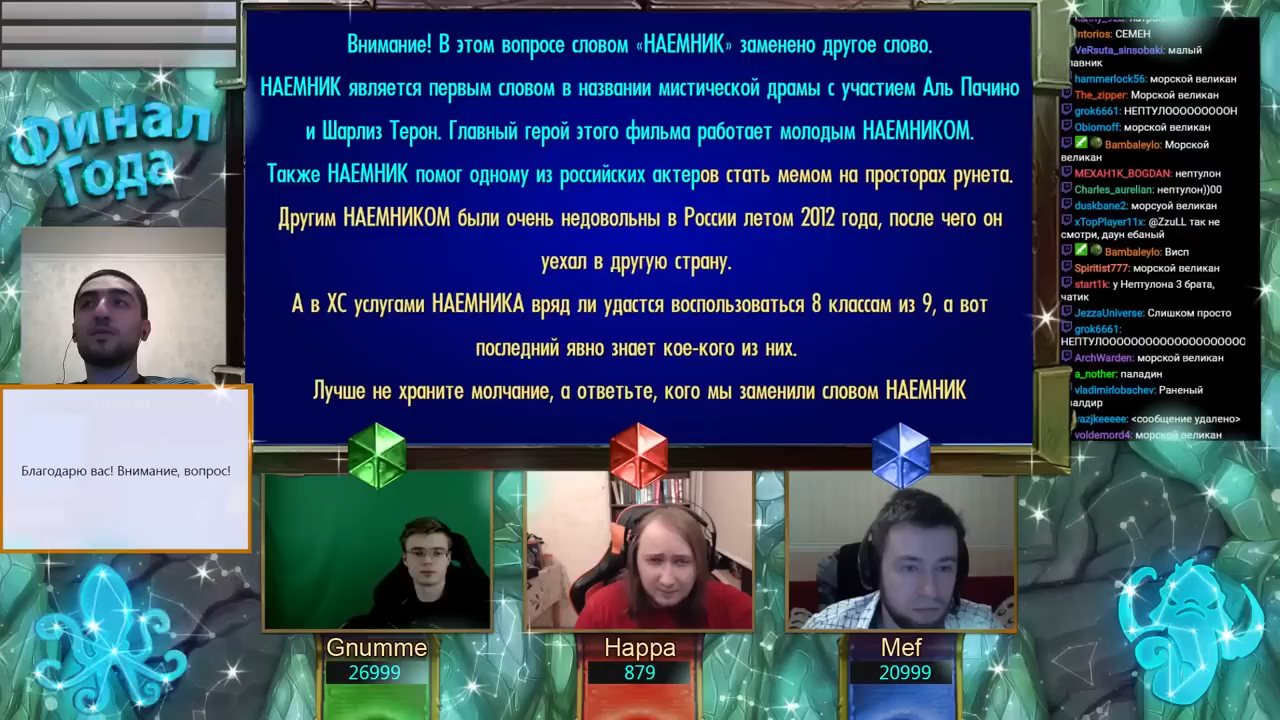 Внимание! В этом вопросе словом «НАЕМНИК» заменено другое слово.
НАЕМНИК является первым словом в названии мистической драмы с участием Аль Пачино
и Шарлиз Терон. Главный герой этого фильма работает молодым НАЕМНИКОМ.
Также НАЕМНИК помог одному из российских актеров стать мемом на просторах рунета.
Другим НАЕМНИКОМ были очень недовольны в России летом 2012 года, после чего он
уехал в другую страну.
А в ХС услугами НАЕМНИКА вряд ли удастся воспользоваться 8 классам из 9, а вот
последний явно знает кое-кого из них.
Лучше не храните молчание, а ответьте, кого мы заменили словом НАЕМНИК
Финал
Года
Благодарю вас! Внимание, вопрос!
ntorios: СЕМЕН
VeRsuta_sinsobaki: малый
лавник
hammerlock56: морской великан
The_zipper: Морской великан
grok6661: НЕПТУЛОООООООООН
Obiomoff: морской великан
Bambaleylo: Морской
великан
MEXAH1K_BOGDAN: нептулон
Charles_aurelian: нептулон))00
duskbane2: морсуой великан
xTopPlayer11x: @ZzuLL так не
смотри, даун ебаный
Bambaleylo: Висп
Spiritist777: морской великан
start1k: у Нептулона 3 брата,
чатик
JezzaUniverse: Слишком просто
grok6661:
НЕПТУЛОООООООООООООООООООО
ArchWarden: морской великан
a_nother: паладин
vladimirlobachev: Раненый
валдир
yazjkeeeee: <сообщение удалено>
voldemord4: морской великан
Gnumme
26999
Happa
879
Mef
20999